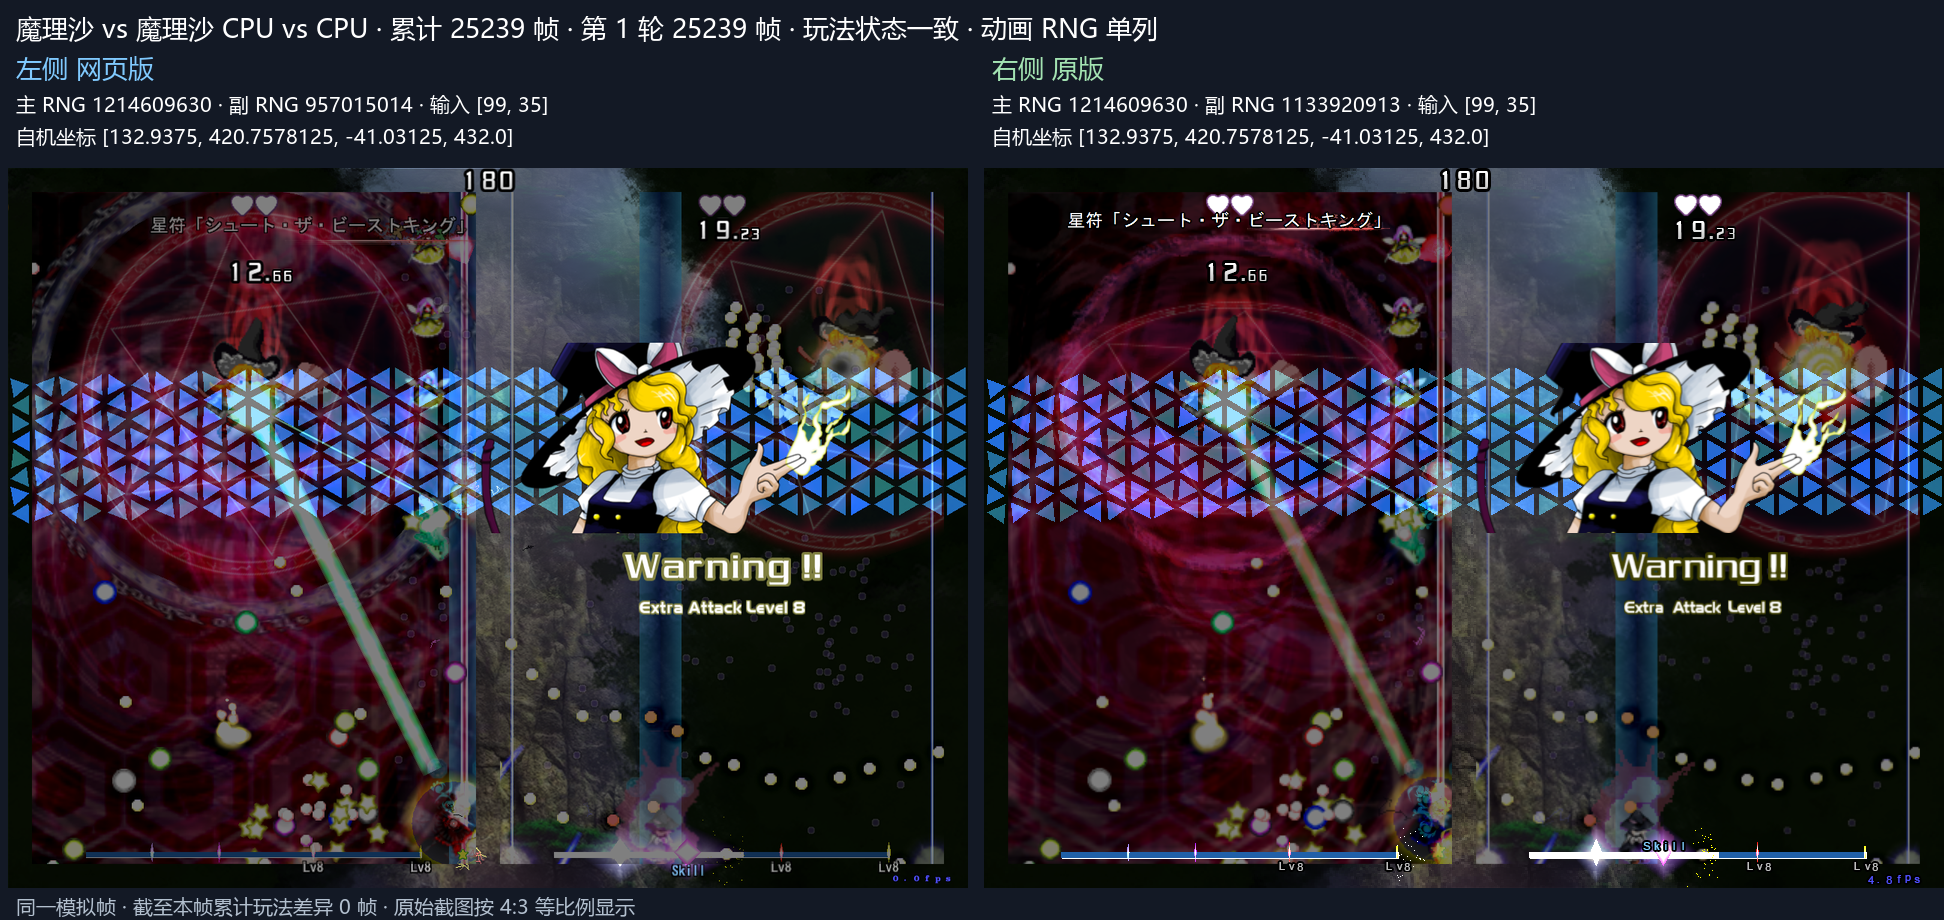 魔理沙 vs 魔理沙 CPU vs CPU · 累计 25239 帧 · 第 1 轮 25239 帧 · 玩法状态一致 · 动画 RNG 单列
左侧 网页版
主 RNG 1214609630 · 副 RNG 957015014 · 输入 [99, 35]
自机坐标 [132.9375, 420.7578125, -41.03125, 432.0]
右侧 原版
主 RNG 1214609630 · 副 RNG 1133920913 · 输入 [99, 35]
自机坐标 [132.9375, 420.7578125, -41.03125, 432.0]
180
星符「シュート・ザ・ビーストキング」
19.23
12.66
Warning !!
Extra Attack Level 8
Lv8
Lv8
Skill
Lv8
Lv8
0.0fps
180
星符「シュート・ザ・ビーストキング」
19.23
12.66
Warning !!
Extra Attack Level 8
Skill
Lv8
Lv8
Lv8
Lv8
4.8fps
同一模拟帧 · 截至本帧累计玩法差异 0 帧 · 原始截图按 4:3 等比例显示